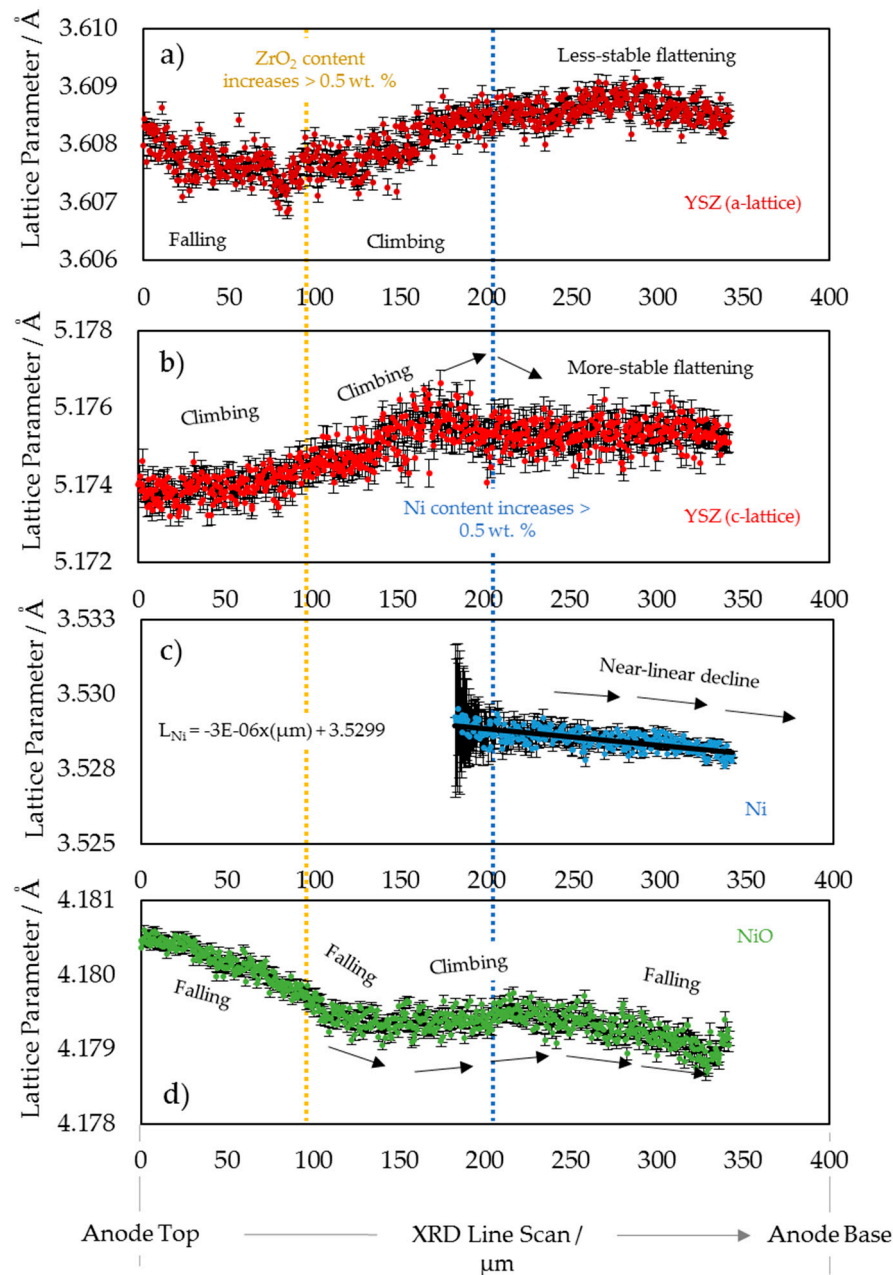 3.610
3.609
3.608
3.607
3.606
Lattice Parameter / Å
a)
ZrO2 content
increases > 0.5 wt. %
Less-stable flattening
Falling
Climbing
YSZ (a-lattice)
0 50 100 150 200 250 300 350 400
5.178
5.176
5.174
5.172
Lattice Parameter / Å
b)
Climbing
Climbing
More-stable flattening
Ni content increases >
0.5 wt. %
YSZ (c-lattice)
0 50 100 150 200 250 300 350 400
3.533
3.530
3.528
3.525
Lattice Parameter / Å
c)
Near-linear decline
LNi = -3E-06x(μm) + 3.5299
Ni
0 50 100 150 200 250 300 350 400
4.181
4.180
4.179
4.178
Lattice Parameter / Å
NiO
Falling
Falling
Climbing
Falling
d)
0 50 100 150 200 250 300 350 400
Anode Top
XRD Line Scan /
μm
Anode Base